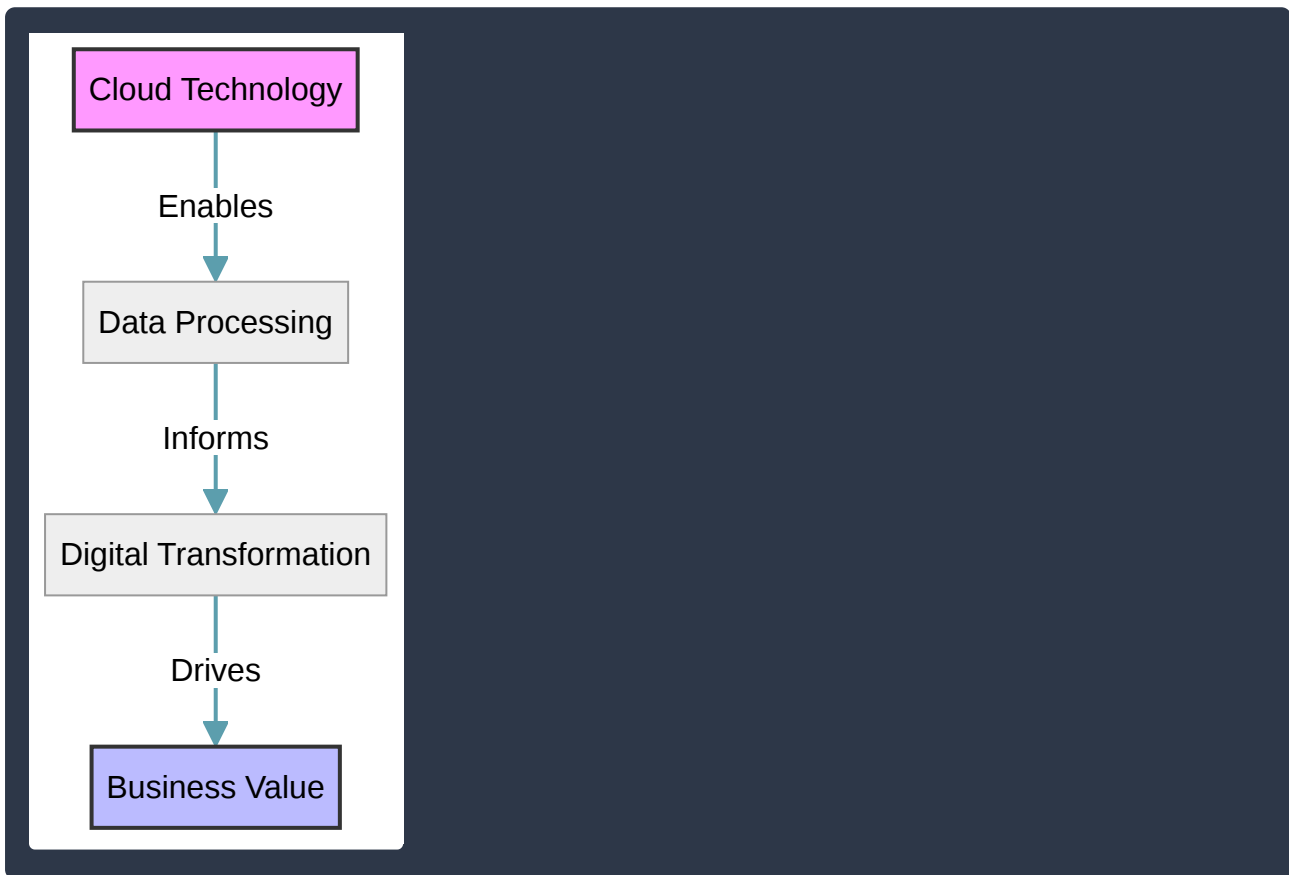 Cloud Technology
Enables
Data Processing
Informs
Digital Transformation
Drives
Business Value